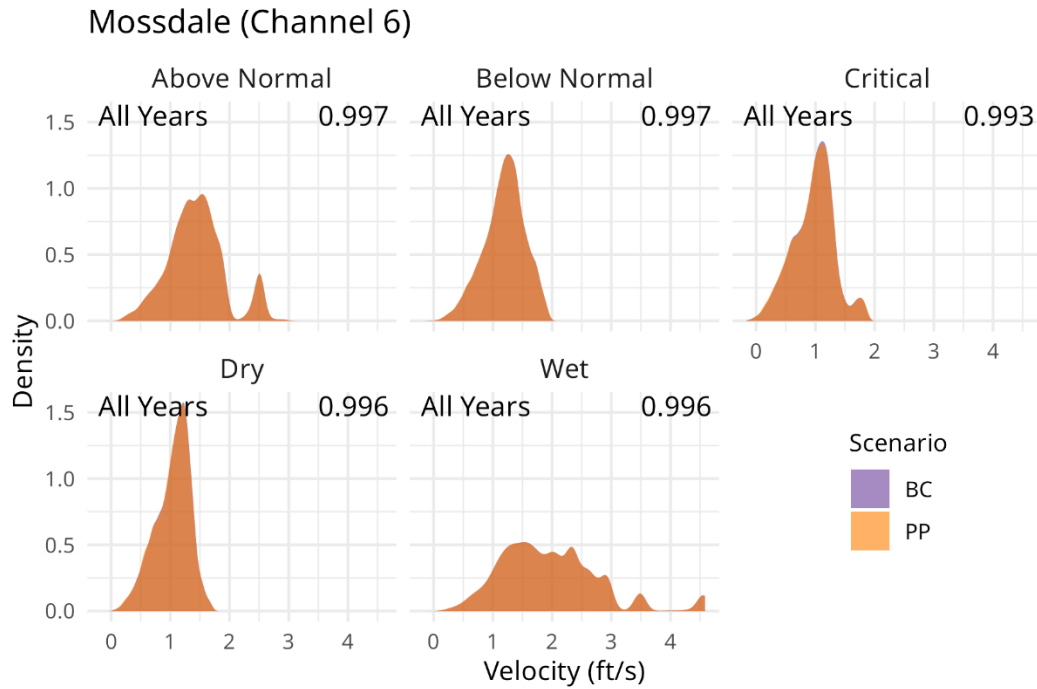 Mossdale (Channel 6)
Above Normal
Below Normal
Critical
All Years 0.997
All Years 0.997
All Years 0.993
1.5
1.0
0.5
0.0
0 1 2 3 4
Density
Dry
Wet
All Years 0.996
All Years 0.996
1.5
1.0
0.5
0.0
0 1 2 3 4
0 1 2 3 4
Velocity (ft/s)
Scenario
BC
PP